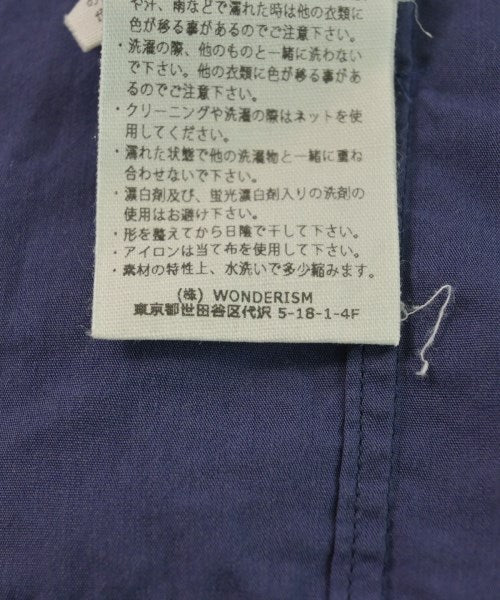 や汗、雨などで濡れた時は他の衣類に
色が移る事があるのでご注意下さい。
・洗濯の際、他のものと一緒に洗わない
で下さい。他の衣類に色が移る事があ
るのでご注意下さい。
・クリーニングや洗濯の際はネットを使
用してください。
・濡れた状態で他の洗濯物と一緒に重ね
合わせないで下さい。
・漂白剤及び、蛍光漂白剤入りの洗剤の
使用はお避け下さい。
・形を整えてから日陰で干して下さい。
・アイロンは当て布を使用して下さい。
・素材の特性上、水洗いで多少縮みます。
(株) WONDERISM
東京都世田谷区代沢 5-18-1-4F